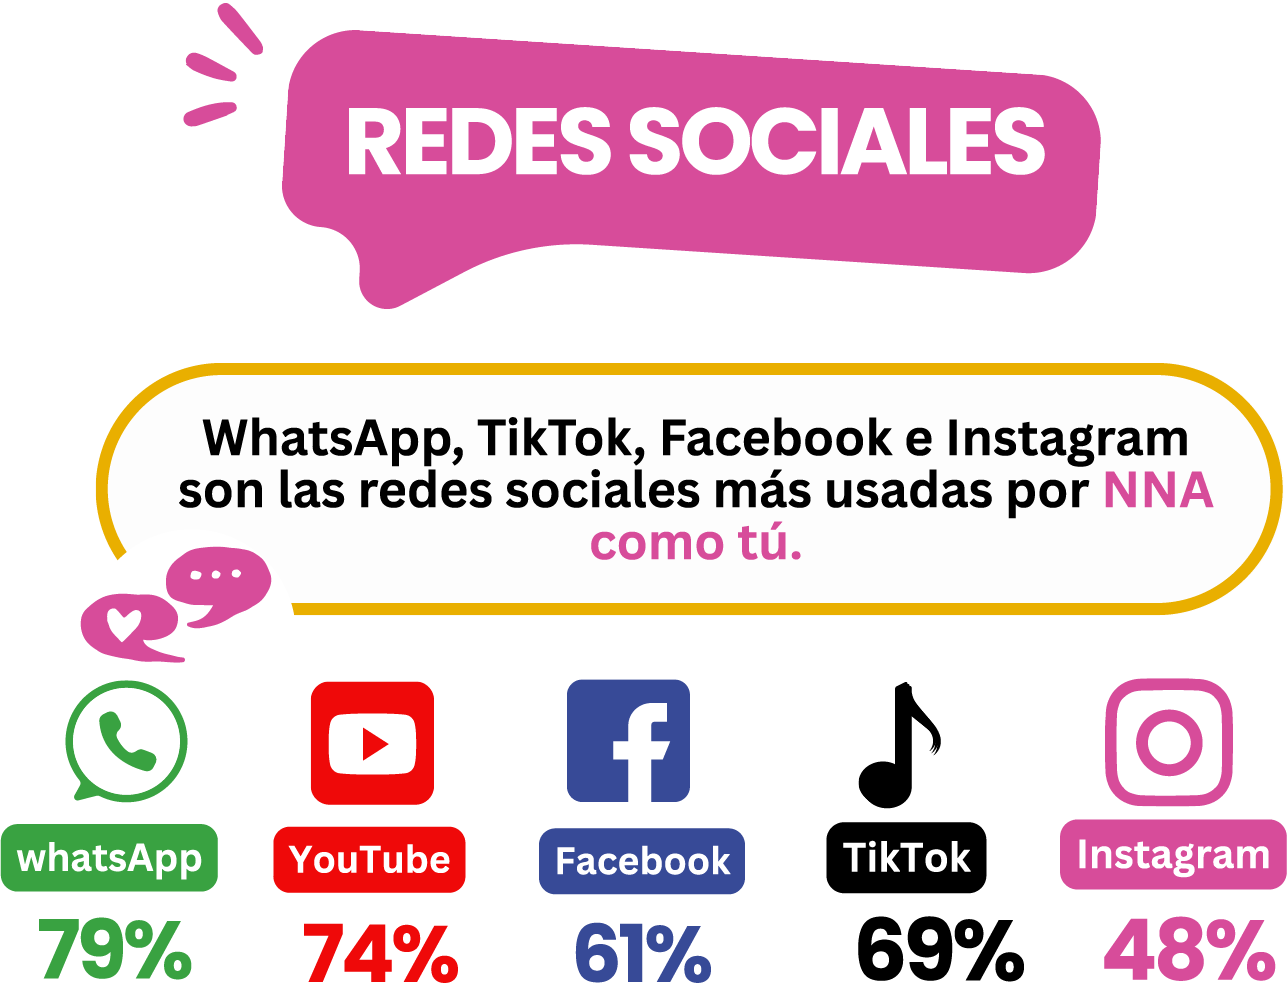 REDES SOCIALES
WhatsApp, TikTok, Facebook e Instagram
son las redes sociales más usadas por NNA
como tú.
whatsApp
YouTube
Facebook
TikTok
Instagram
79%
74%
61%
69%
48%